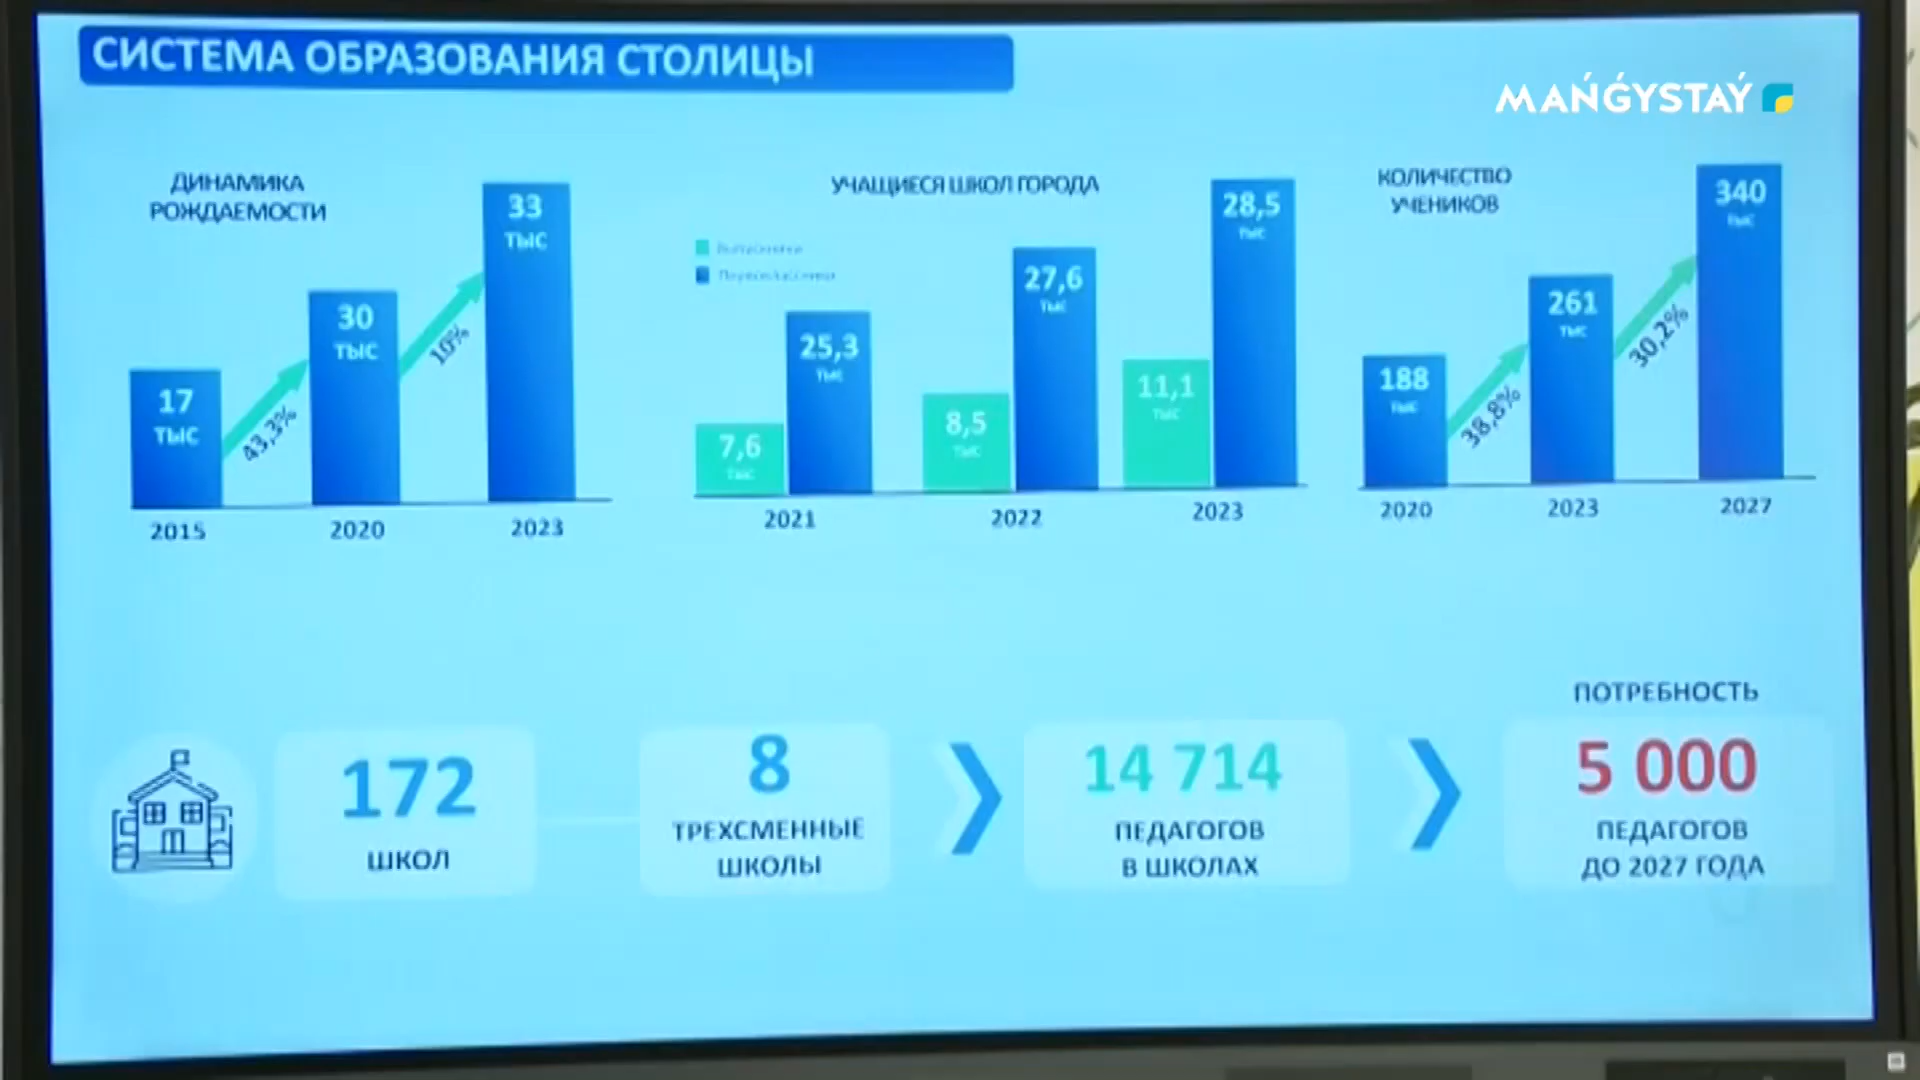 СИСТЕМА ОБРАЗОВАНИЯ СТОЛИЦЫ
MAŃǴYSTAÝ
ДИНАМИКА
РОЖДАЕМОСТИ
17
ТЫС
43,3%
30
ТЫС
10%
33
ТЫС
2015
2020
2023
УЧАЩИЕСЯ ШКОЛ ГОРОДА
Выпускники
Первоклассники
7,6
ТЫС
25,3
ТЫС
8,5
ТЫС
27,6
ТЫС
11,1
ТЫС
28,5
ТЫС
2021
2022
2023
КОЛИЧЕСТВО
УЧЕНИКОВ
188
ТЫС
38,8%
261
ТЫС
30,2%
340
ТЫС
2020
2023
2027
172
ШКОЛ
8
ТРЕХСМЕННЫЕ
ШКОЛЫ
14 714
ПЕДАГОГОВ
В ШКОЛАХ
ПОТРЕБНОСТЬ
5 000
ПЕДАГОГОВ
ДО 2027 ГОДА